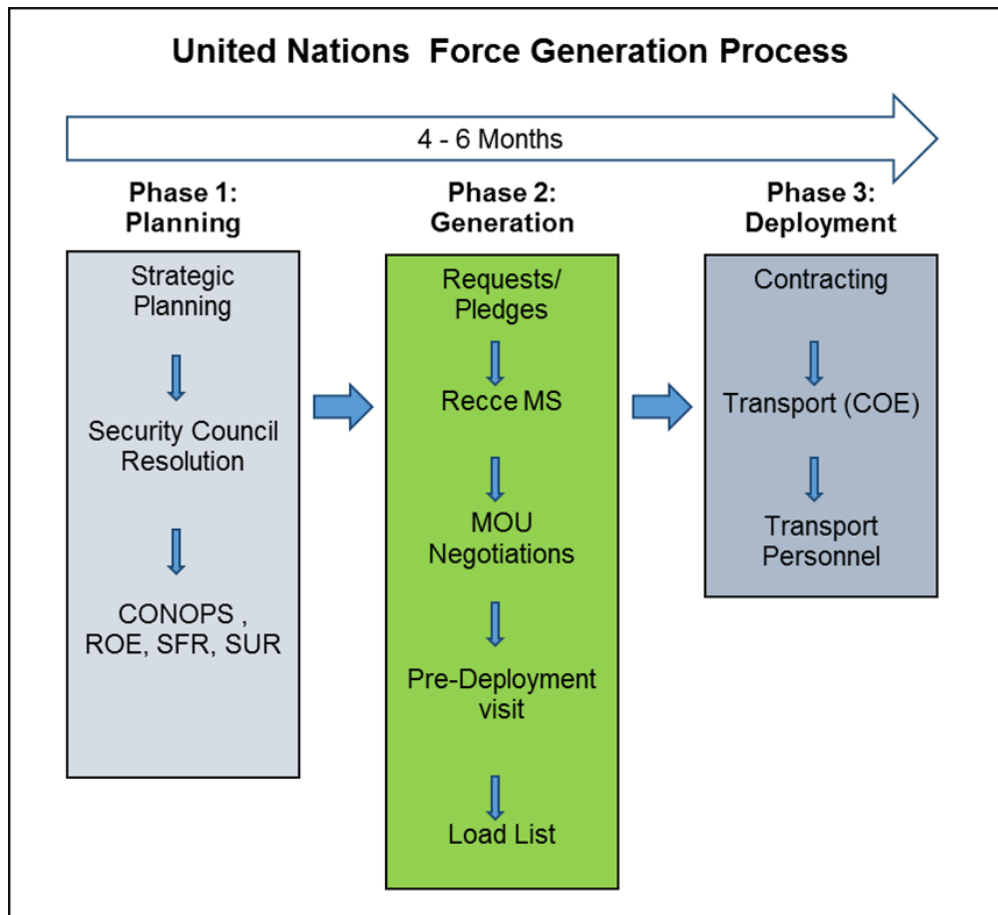 United Nations  Force Generation Process
4 - 6 Months
Phase 1:
Planning
Strategic
Planning
Security Council
Resolution
CONOPS ,
ROE, SFR, SUR
Phase 2:
Generation
Requests/
Pledges
Recce MS
MOU
Negotiations
Pre-Deployment
visit
Load List
Phase 3:
Deployment
Contracting
Transport (COE)
Transport
Personnel